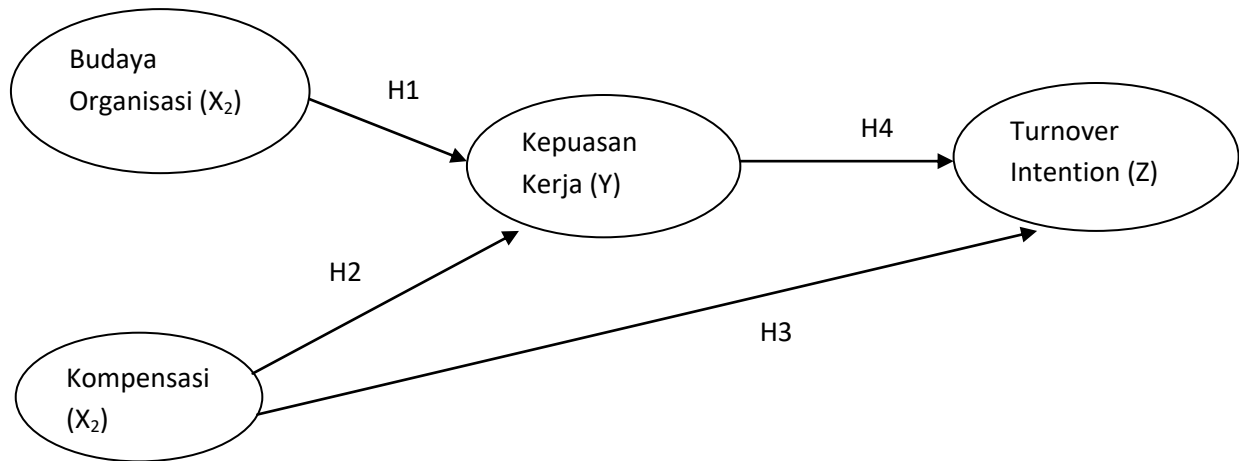 Budaya
Organisasi (X₂)
H1
Kepuasan
Kerja (Y)
H4
Turnover
Intention (Z)
H2
H3
Kompensasi
(X₂)